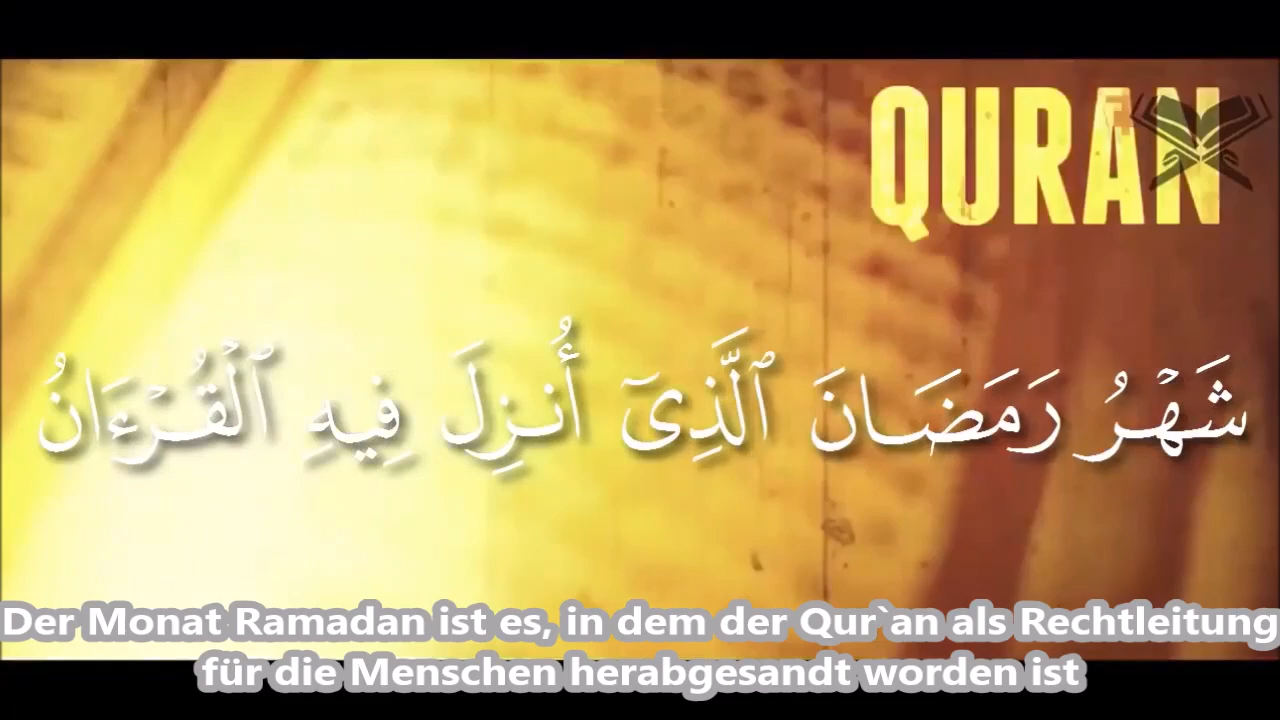 QURAN
شَهْرُ رَمَضَانَ ٱلَّذِىٓ أُنزِلَ فِيهِ ٱلْقُرْءَانُ
Der Monat Ramadan ist es, in dem der Qur`an als Rechtleitung
für die Menschen herabgesandt worden ist